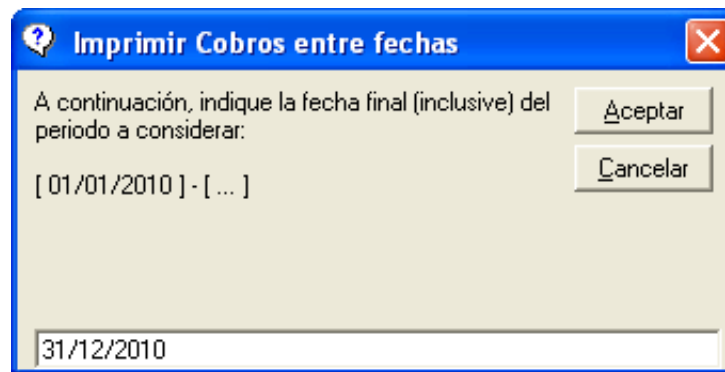 Imprimir Cobros entre fechas
A continuación, indique la fecha final (inclusive) del
periodo a considerar:
[ 01/01/2010 ] - [ ... ]
Aceptar
Cancelar
31/12/2010